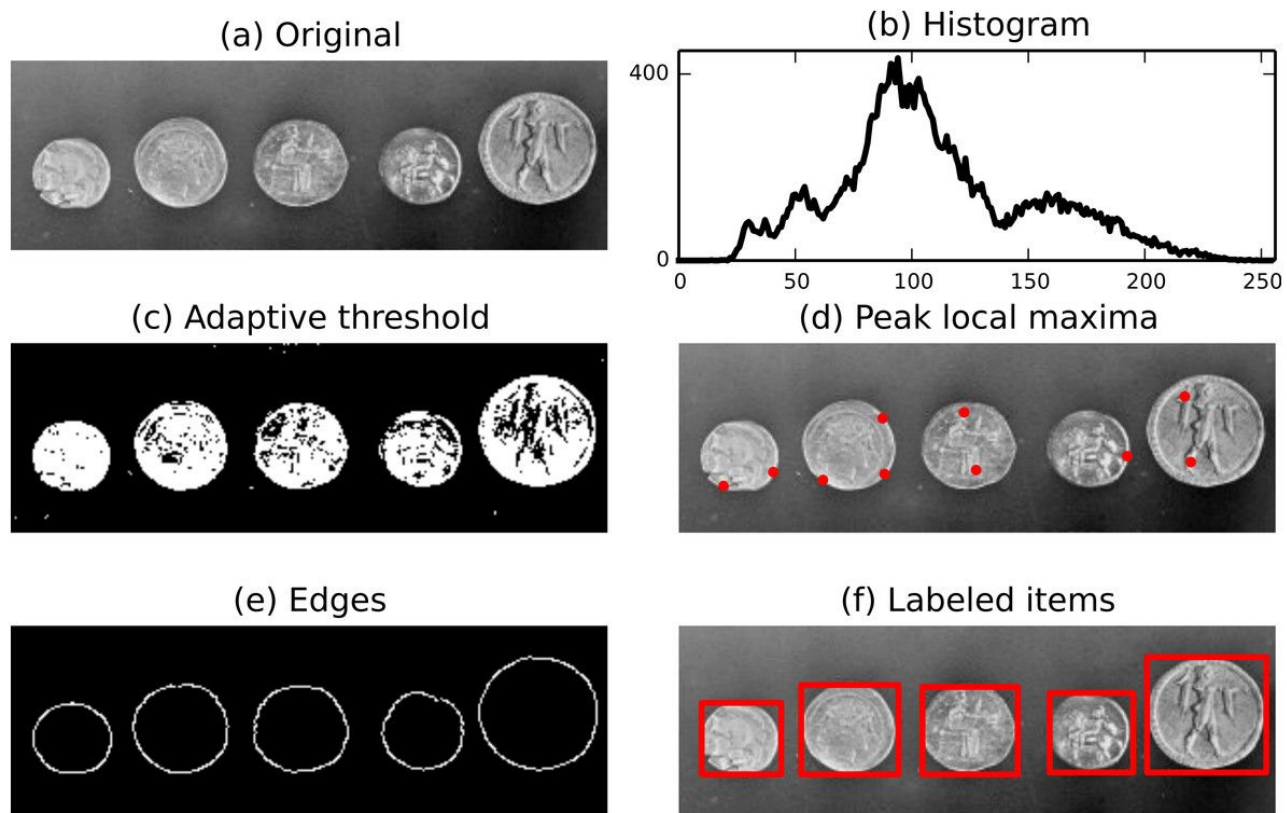 (a) Original
(b) Histogram
400
0
0 50 100 150 200 250
(c) Adaptive threshold
(d) Peak local maxima
(e) Edges
(f) Labeled items